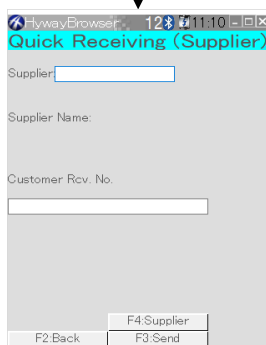 HywayBrowser 12 11:10
Quick Receiving (Supplier)
Supplier:
Supplier Name:
Customer Rcv. No.
F4:Supplier
F2:Back F3:Send